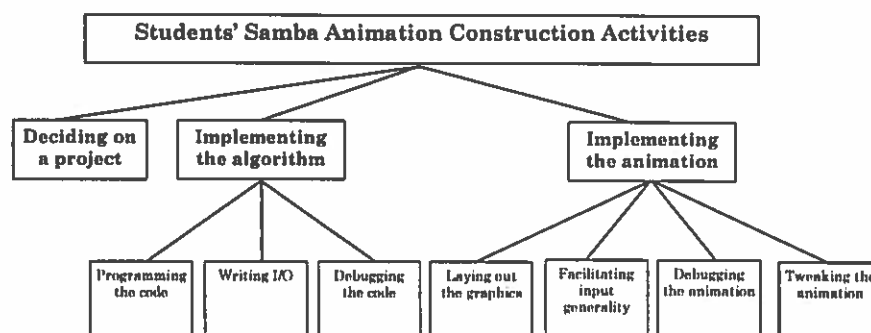 Students' Samba Animation Construction Activities
Deciding on
a project
Implementing
the algorithm
Implementing
the animation
Programming
the code
Writing I/O
Debugging
the code
Laying out
the graphics
Facilitating
input
generality
Debugging
the animation
Tweaking the
animation